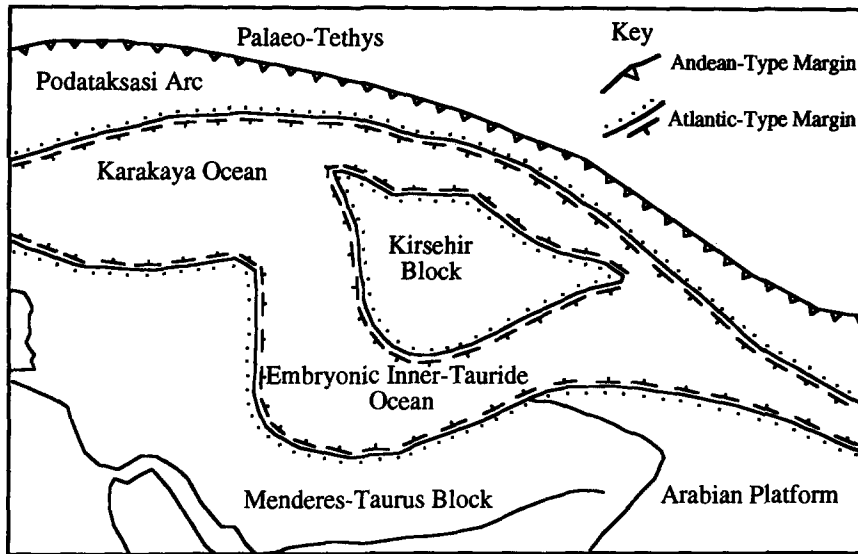 Palaeo-Tethys
Key
Podataksasi Arc
Andean-Type Margin
Atlantic-Type Margin
Karakaya Ocean
Kirsehir
Block
Embryonic Inner-Tauride
Ocean
Menderes-Taurus Block
Arabian Platform